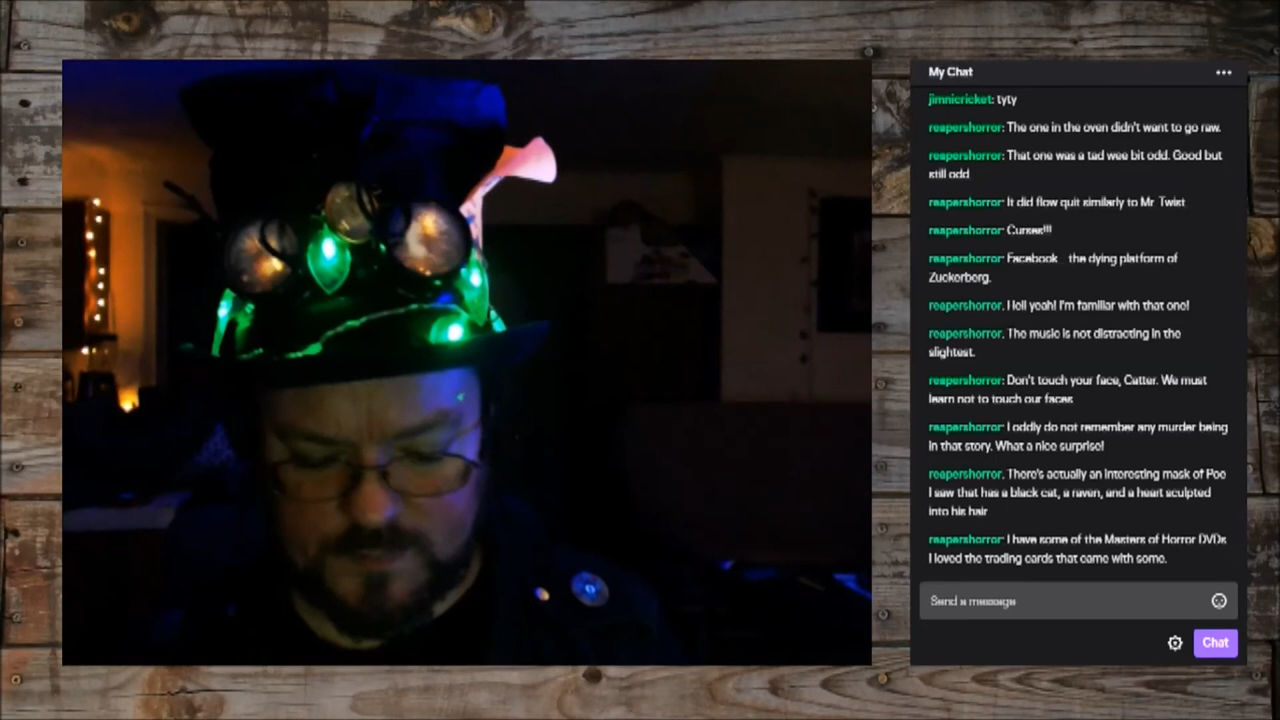 My Chat
jimnicricket: tyty
reapershorror: The one in the oven didn't want to go raw.
reapershorror: That one was a tad wee bit odd. Good but
still odd
reapershorror: It did flow quit similarly to Mr. Twist
reapershorror: Curses!!!
reapershorror: Facebook the dying platform of
Zuckerberg.
reapershorror: Hell yeah! I'm familiar with that one!
reapershorror: The music is not distracting in the
slightest.
reapershorror: Don't touch your face, Catter. We must
learn not to touch our faces
reapershorror: I oddly do not remember any murder being
in that story. What a nice surprise!
reapershorror: There's actually an interesting mask of Poe
I saw that has a black cat, a raven, and a heart sculpted
into his hair
reapershorror: I have some of the Masters of Horror DVDs
I loved the trading cards that came with some.
Send a message
Chat